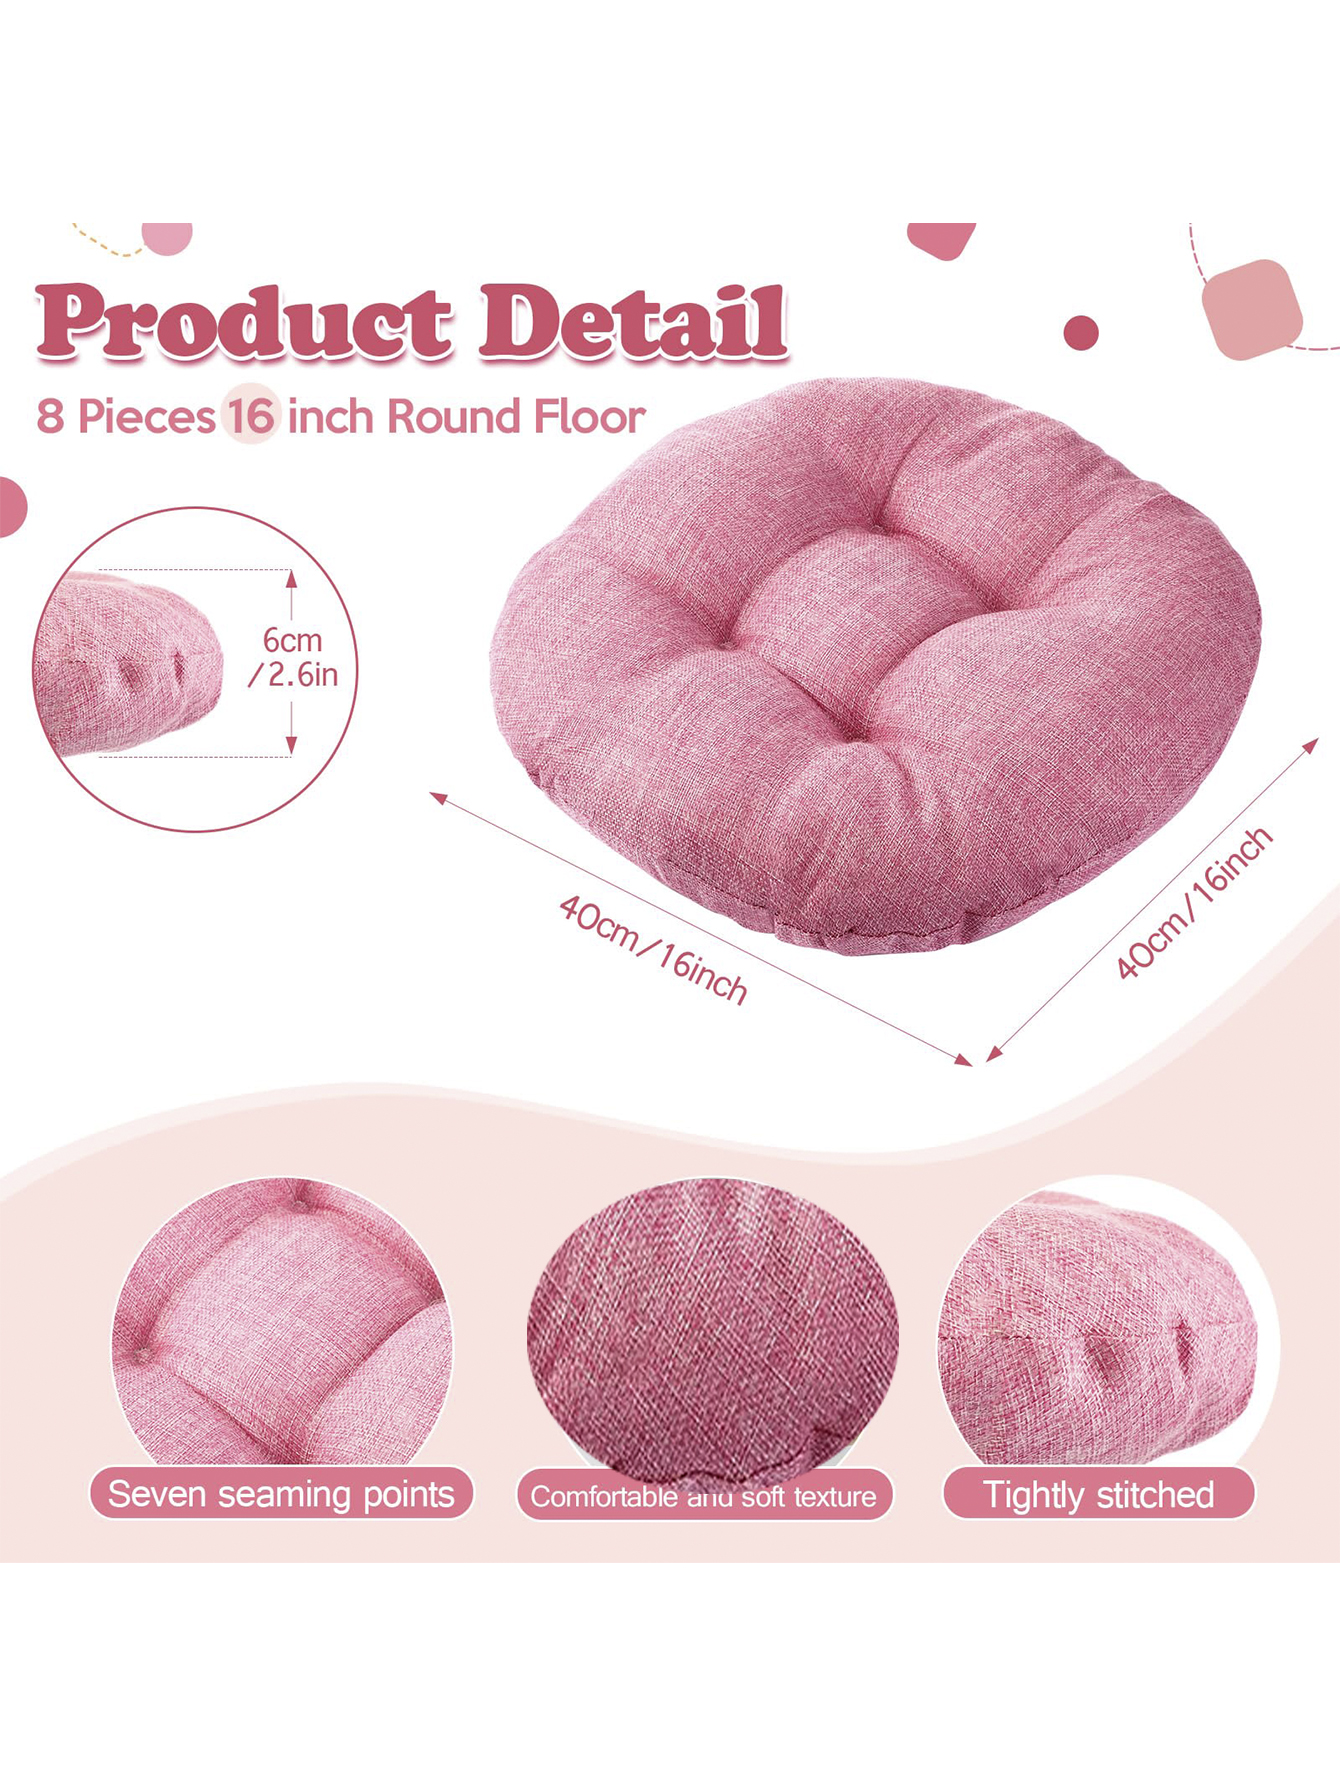 Product Detail
8 Pieces 16 inch Round Floor
6cm
/2.6in
40cm/16inch
40cm/16inch
Seven seaming points
Comfortable and soft texture
Tightly stitched